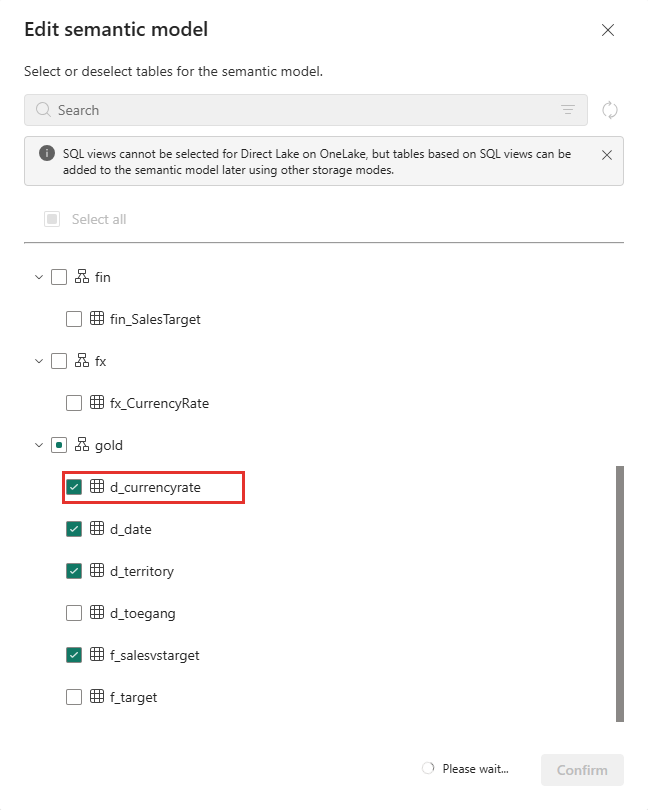 Edit semantic model
Select or deselect tables for the semantic model.
Search
SQL views cannot be selected for Direct Lake on OneLake, but tables based on SQL views can be
added to the semantic model later using other storage modes.
Select all
fin
fin_SalesTarget
fx
fx_CurrencyRate
gold
d_currencyrate
d_date
d_territory
d_toegang
f_salesvstarget
f_target
Please wait...
Confirm